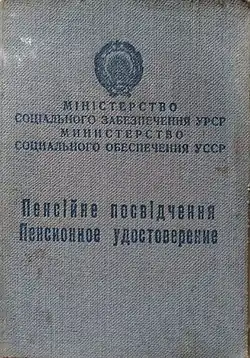 МІНІСТЕРСТВО
СОЦІАЛЬНОГО ЗАБЕЗПЕЧЕННЯ УРСР
МИНИСТЕРСТВО
СОЦИАЛЬНОГО ОБЕСПЕЧЕНИЯ УССР
Пенсійне посвідчення
Пенсионное удостоверение